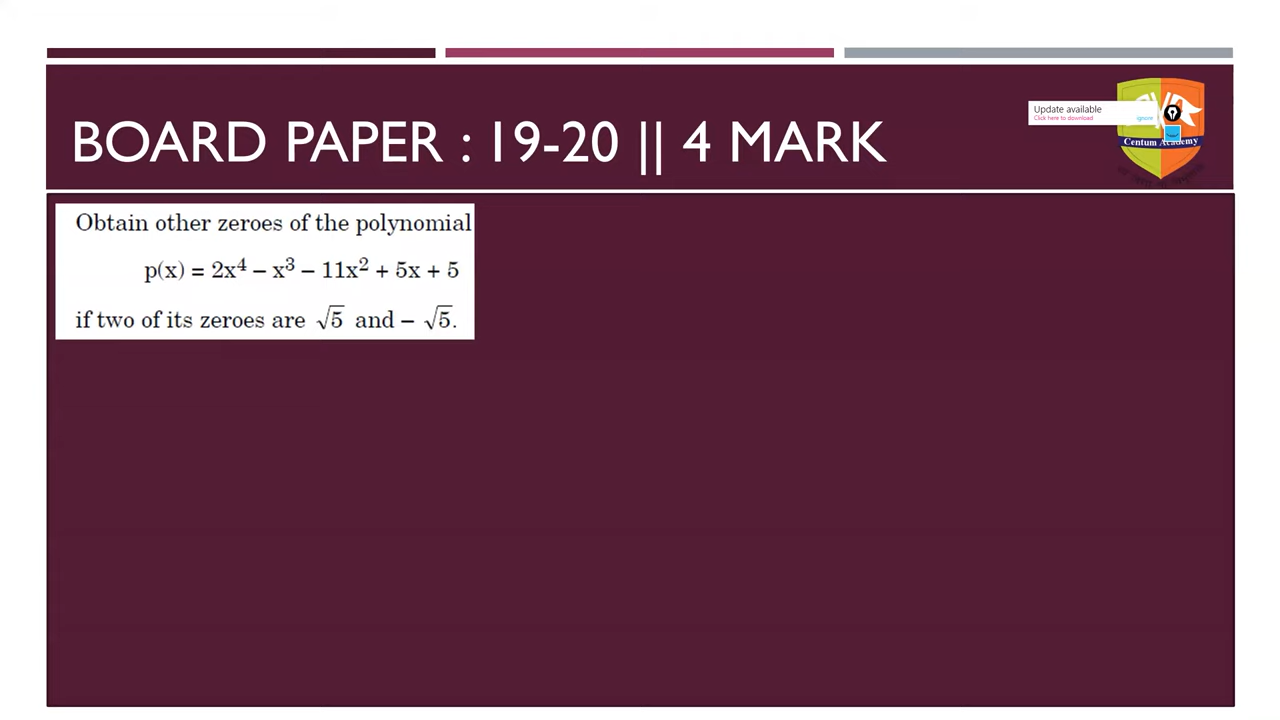 BOARD PAPER : 19-20 || 4 MARK
Update available
Click here to download
ignore
Centum Academy
Obtain other zeroes of the polynomial
p(x) = 2x⁴ – x³ – 11x² + 5x + 5
if two of its zeroes are √5 and – √5.